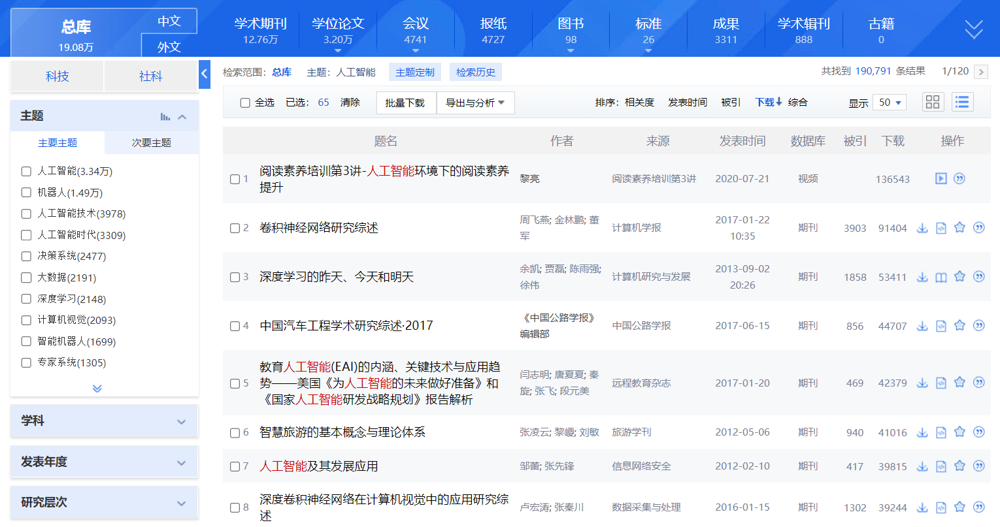 总库
19.08万
中文
外文
学术期刊
12.76万
学位论文
3.20万
会议
4741
报纸
4727
图书
98
标准
26
成果
3311
学术辑刊
888
古籍
0
科技
社科
检索范围：总库 主题：人工智能 主题定制 检索历史
共找到 190,791 条结果 1/120
全选 已选：65 清除 批量下载 导出与分析 排序：相关度 发表时间 被引 下载 综合 显示 50
主题
主要主题 次要主题
人工智能(3.34万)
机器人(1.49万)
人工智能技术(3978)
人工智能时代(3309)
决策系统(2477)
大数据(2191)
深度学习(2148)
计算机视觉(2093)
智能机器人(1699)
专家系统(1305)
学科
发表年度
研究层次
题名 作者 来源 发表时间 数据库 被引 下载 操作
1 阅读素养培训第3讲-人工智能环境下的阅读素养
提升
黎亮 阅读素养培训第3讲 2020-07-21 视频 136543
2 卷积神经网络研究综述
周飞燕; 金林鹏; 董
军
计算机学报
2017-01-22
10:35
期刊 3903 91404
3 深度学习的昨天、今天和明天
余凯; 贾磊; 陈雨强;
徐伟
计算机研究与发展
2013-09-02
20:26
期刊 1858 53411
4 中国汽车工程学术研究综述·2017
《中国公路学报》
编辑部
中国公路学报 2017-06-15 期刊 856 44707
5 教育人工智能(EAI)的内涵、关键技术与应用趋
势——美国《为人工智能的未来做好准备》和
《国家人工智能研发战略规划》报告解析
闫志明; 唐夏夏; 秦
旋; 张飞; 段元美
远程教育杂志 2017-01-20 期刊 469 42379
6 智慧旅游的基本概念与理论体系
张凌云; 黎巎; 刘敏 旅游学刊 2012-05-06 期刊 940 41016
7 人工智能及其发展应用
邹蕾; 张先锋 信息网络安全 2012-02-10 期刊 417 39815
8 深度卷积神经网络在计算机视觉中的应用研究综
述
卢宏涛; 张秦川 数据采集与处理 2016-01-15 期刊 1302 39244